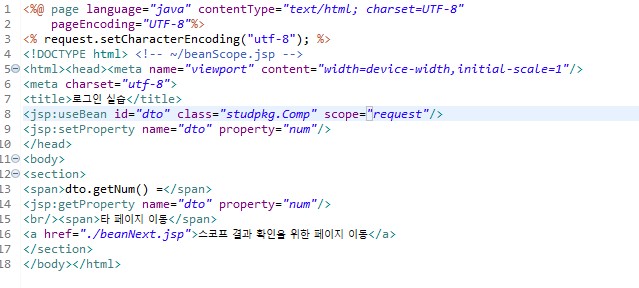 1 <%@ page language="java" contentType="text/html; charset=UTF-8"
2     pageEncoding="UTF-8"%>
3 <% request.setCharacterEncoding("utf-8"); %>
4 <!DOCTYPE html> <!-- ~/beanScope.jsp -->
5 <html><head><meta name="viewport" content="width=device-width,initial-scale=1"/>
6 <meta charset="utf-8">
7 <title>로그인 실습</title>
8 <jsp:useBean id="dto" class="studpkg.Comp" scope="request"/>
9 <jsp:setProperty name="dto" property="num"/>
10 </head>
11 <body>
12 <section>
13 <span>dto.getNum() =</span>
14 <jsp:getProperty name="dto" property="num"/>
15 <br/><span>타 페이지 이동</span>
16 <a href="./beanNext.jsp">스코프 결과 확인을 위한 페이지 이동</a>
17 </section>
18 </body></html>